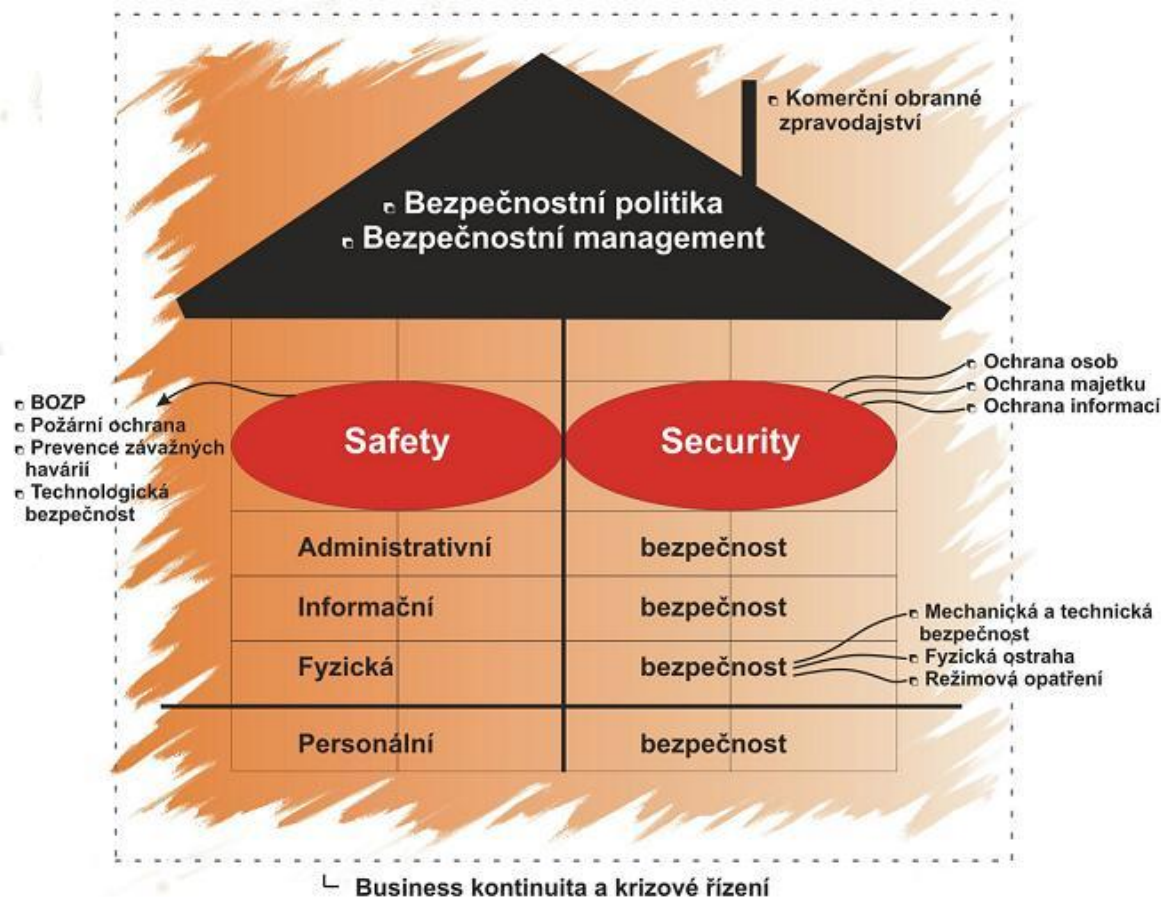 Komerční obranné
zpravodajství
Bezpečnostní politika
Bezpečnostní management
Ochrana osob
Ochrana majetku
Ochrana informací
BOZP
Požární ochrana
Prevence závažných
havárií
Technologická
bezpečnost
Safety
Security
Administrativní bezpečnost
Informační bezpečnost
Fyzická bezpečnost
Mechanická a technická
bezpečnost
Fyzická ostraha
Režimová opatření
Personální bezpečnost
Business kontinuita a krizové řízení